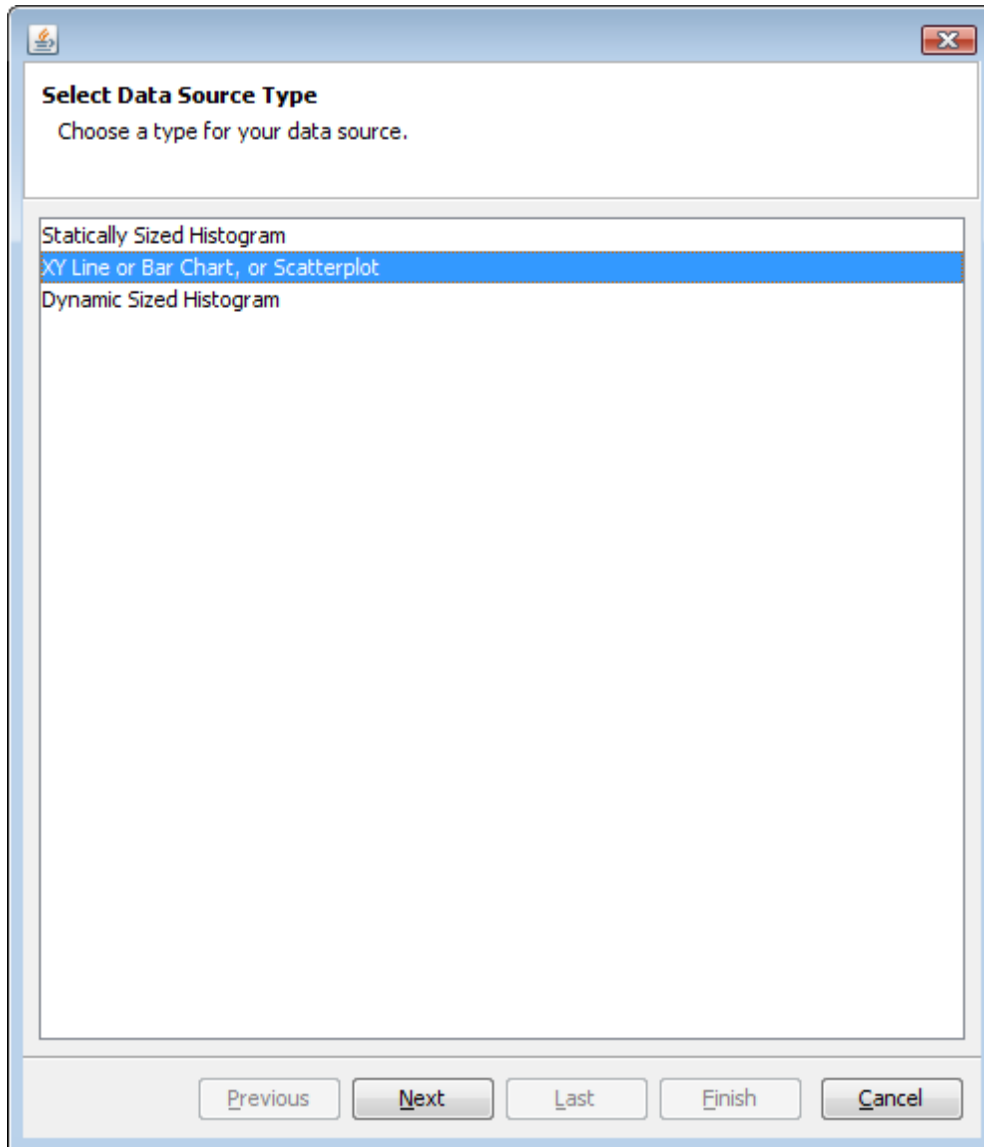 Select Data Source Type
Choose a type for your data source.
Statically Sized Histogram
XY Line or Bar Chart, or Scatterplot
Dynamic Sized Histogram
Previous Next Last Finish Cancel